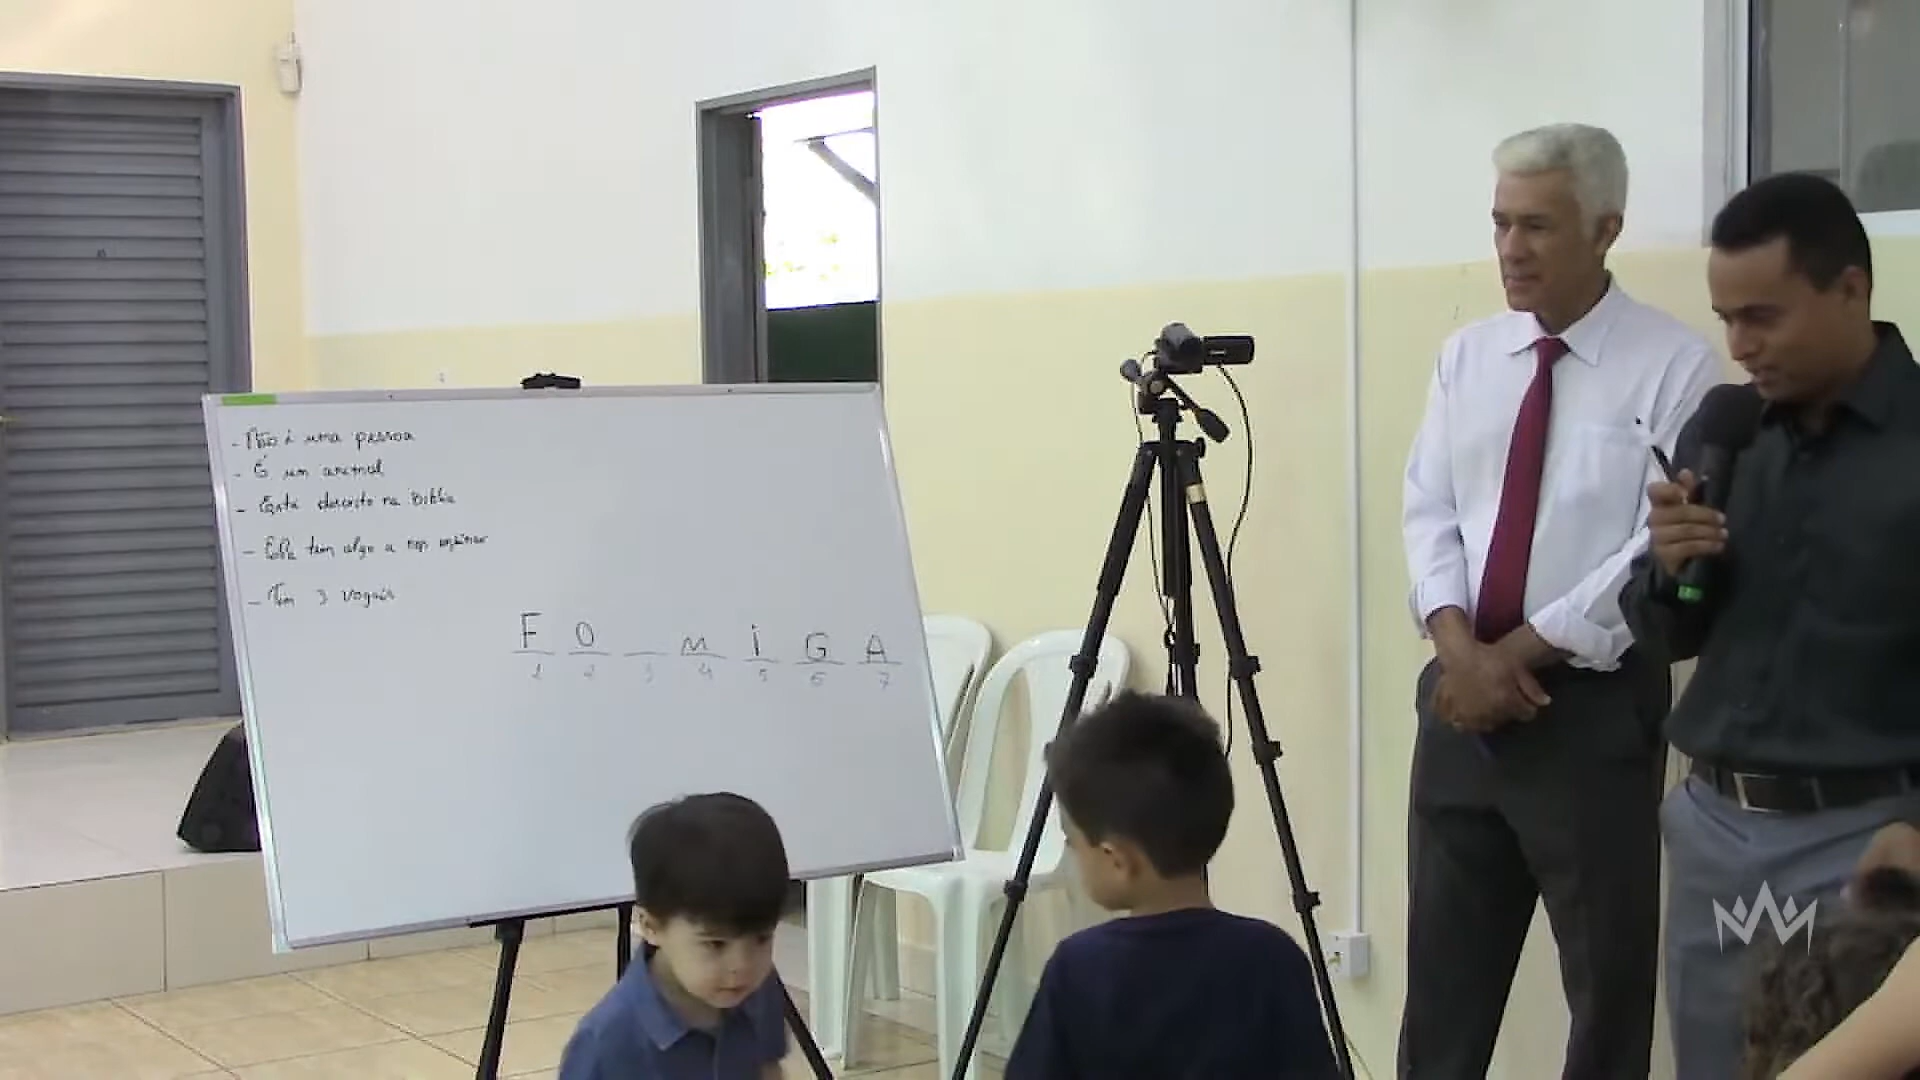 - Não é uma pessoa
- É um animal
- Está descrito na Bíblia
- Ela tem algo a nos ensinar
- Tem 3 vogais
F O _ M i G A
1 2 3 4 5 6 7